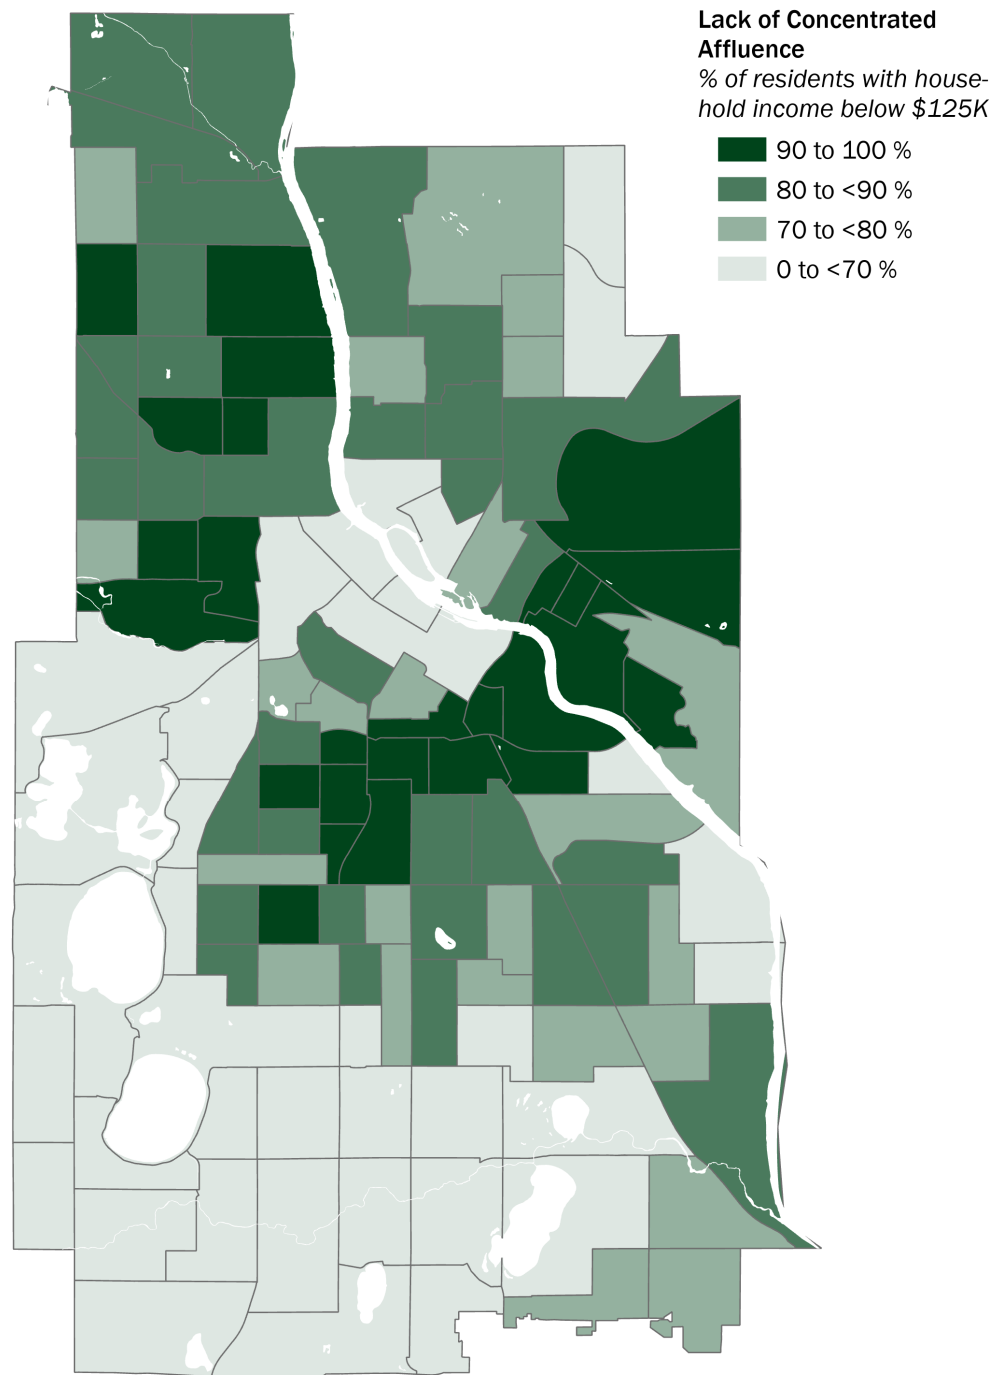 Lack of Concentrated
Affluence
% of residents with house-
hold income below $125K
90 to 100 %
80 to <90 %
70 to <80 %
0 to <70 %